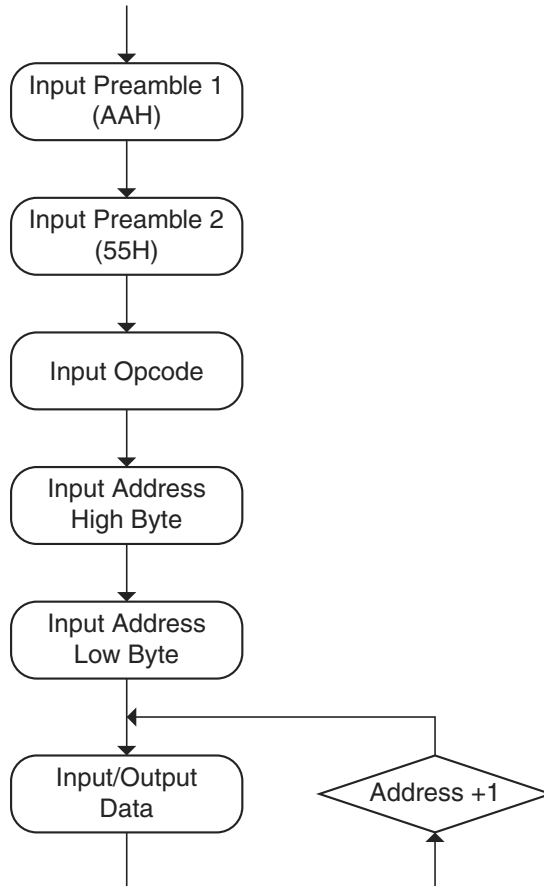 Input Preamble 1
(AAH)
Input Preamble 2
(55H)
Input Opcode
Input Address
High Byte
Input Address
Low Byte
Input/Output
Data
Address +1